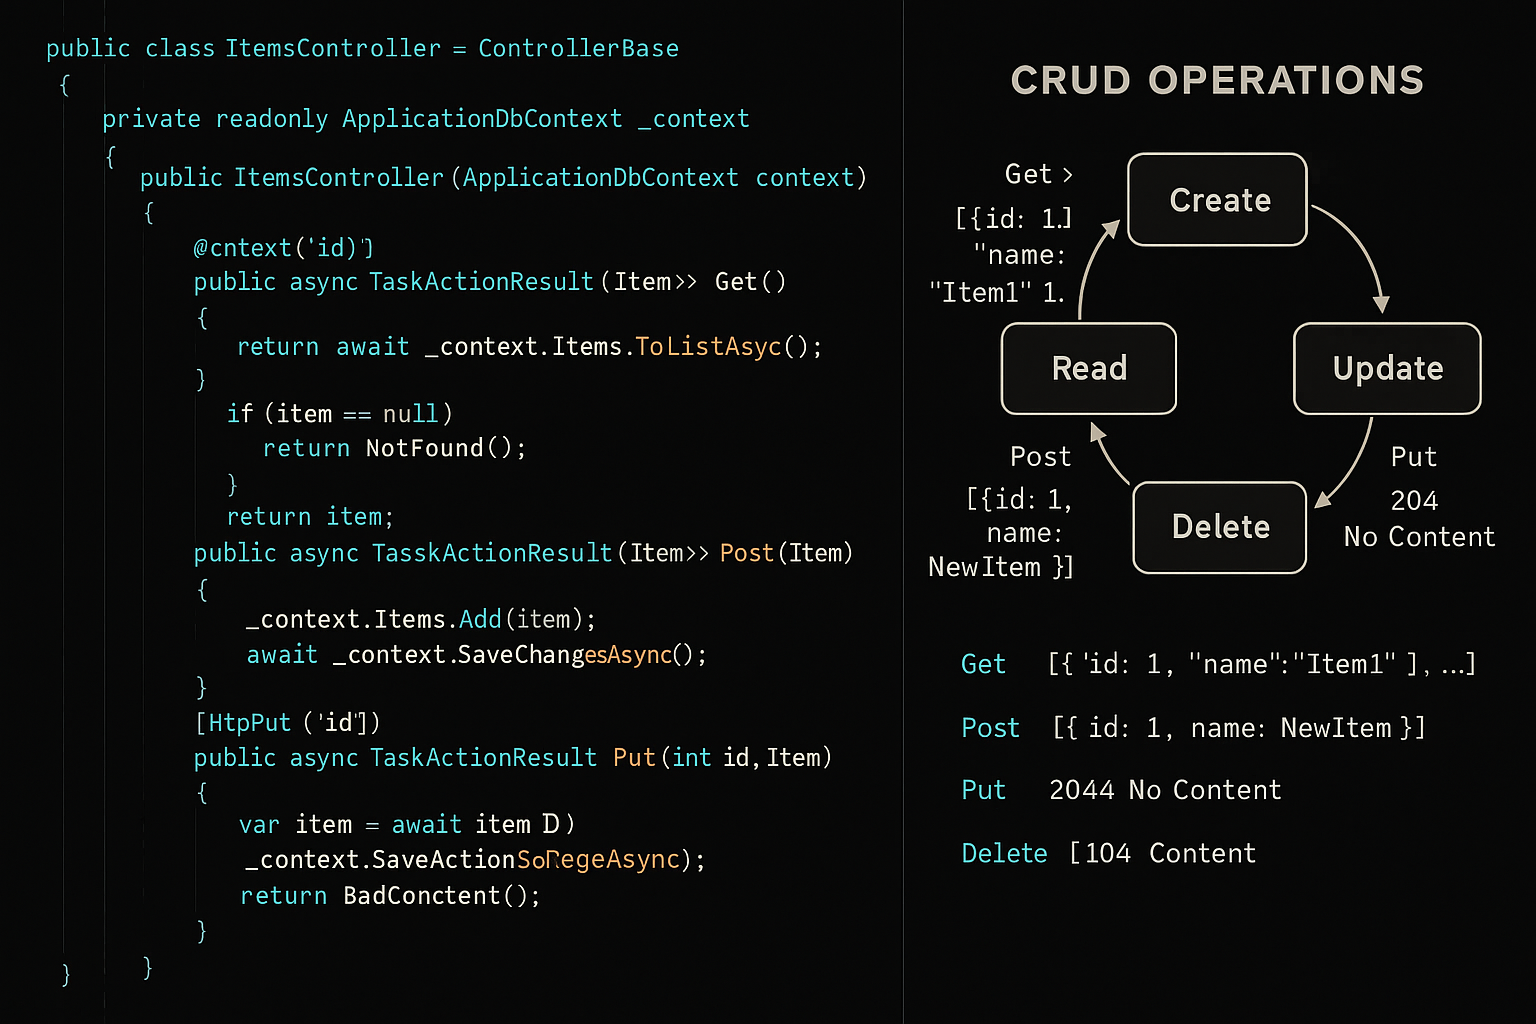 public class ItemsController = ControllerBase
{
private readonly ApplicationDbContext _context
{
public ItemsController(ApplicationDbContext context)
{
@cntext('id)'}
public async TaskActionResult(Item>> Get()
{
return await _context.Items.ToListAsyc();
}
if (item == null)
return NotFound();
}
return item;
public async TasskActionResult(Item>> Post(Item)
{
_context.Items.Add(item);
await _context.SaveChangesAsync();
}
[HtpPut ('id'])
public async TaskActionResult Put(int id,Item)
{
var item = await item D)
_context.SaveActionSoRegeAsync);
return BadConctent();
}
}
}
CRUD OPERATIONS
Get >
[{id: 1.]
"name:
"Item1" 1.
Create
Read
Update
Post
[{id: 1,
name:
NewItem }]
Delete
Put
204
No Content
Get [{ 'id: 1, "name":"Item1" ], ...]
Post [{ id: 1, name: NewItem }]
Put 2044 No Content
Delete [104 Content